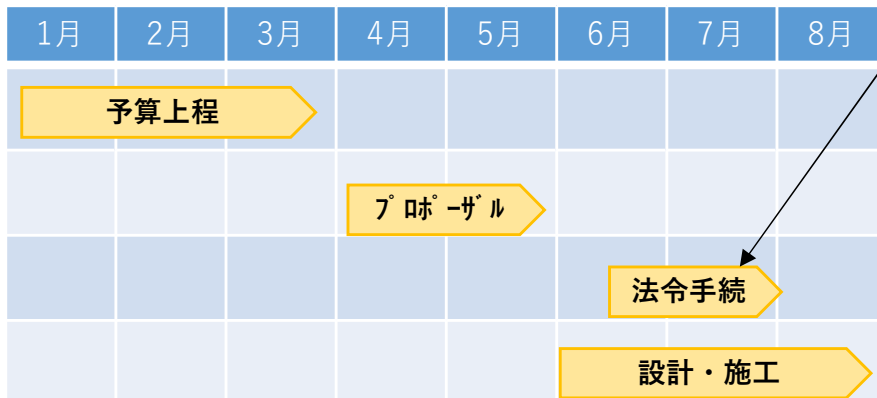 1月 2月 3月 4月 5月 6月 7月 8月
予算上程
ﾌﾟﾛﾎﾟｰｻﾞﾙ
法令手続
設計・施工